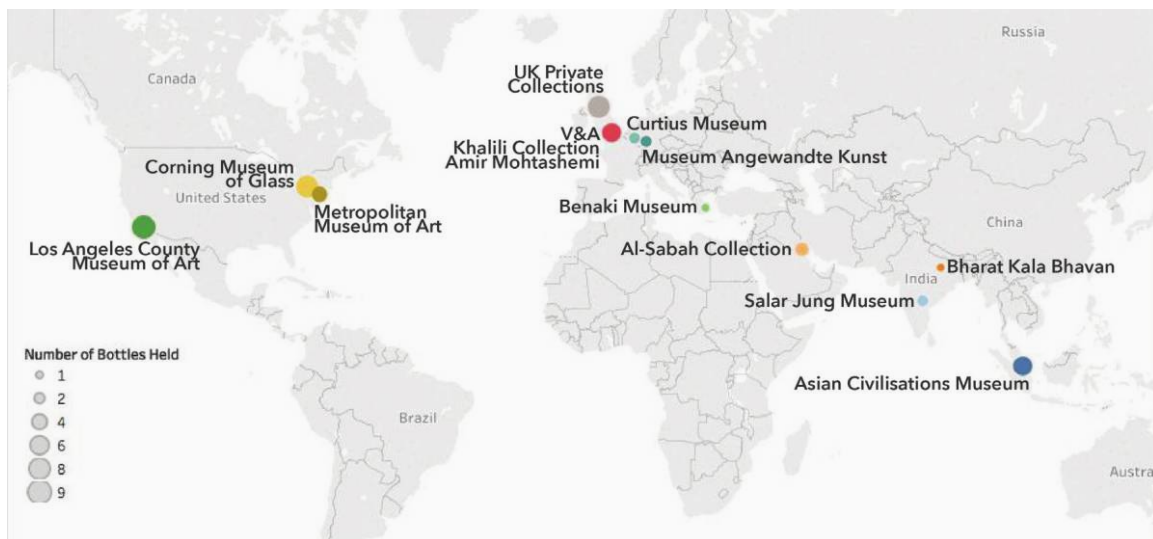 Russia
Canada
UK Private
Collections
V&A
Curtius Museum
Khalili Collection
Amir Mohtashemi
Museum Angewandte Kunst
Corning Museum
of Glass
United States
Metropolitan
Museum of Art
Benaki Museum
China
Los Angeles County
Museum of Art
Al-Sabah Collection
Bharat Kala Bhavan
India
Salar Jung Museum
Asian Civilisations Museum
Number of Bottles Held
1
2
4
6
8
9
Brazil
Austra